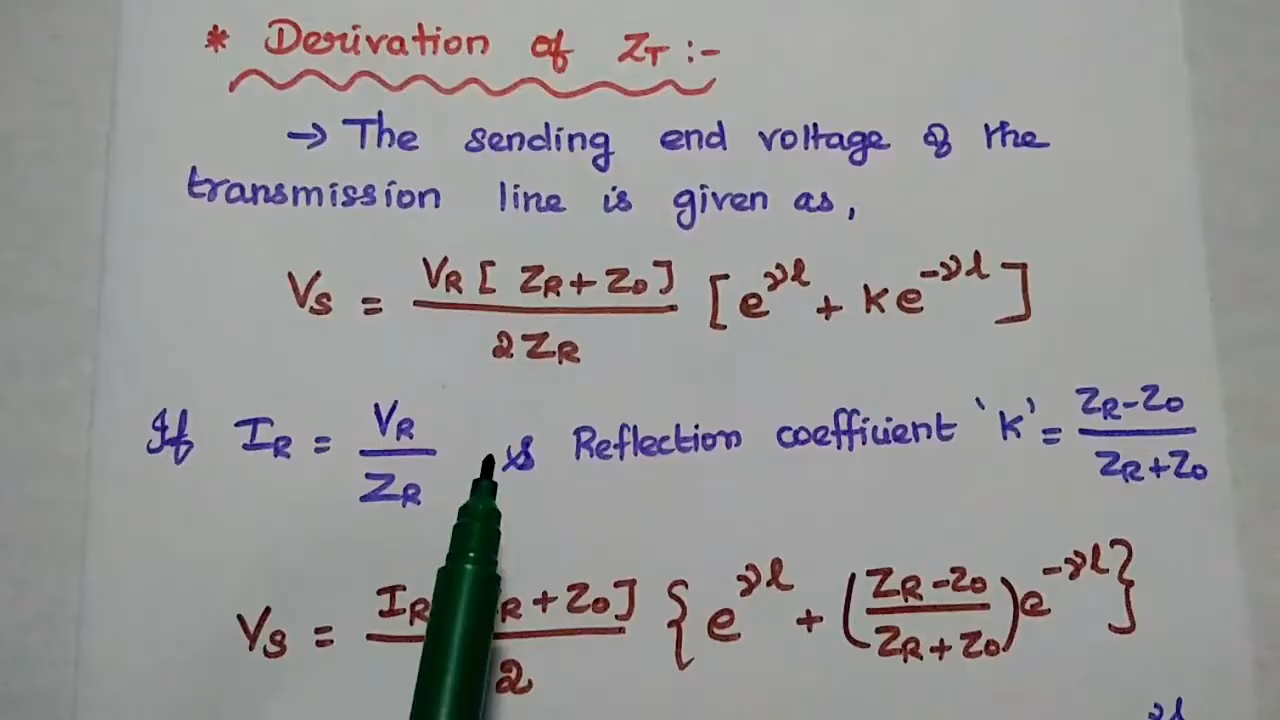 * Derivation of ZT :-
→ The sending end voltage of the
transmission line is given as,
VS = VR [ ZR + Z0 ] / 2ZR [ e^γl + K e^-γl ]
If IR = VR / ZR & Reflection coefficient 'K' = ZR - Z0 / ZR + Z0
VS = IR R + Z0 ] / 2 { e^γl + ( ZR - Z0 / ZR + Z0 ) e^-γl }
γl